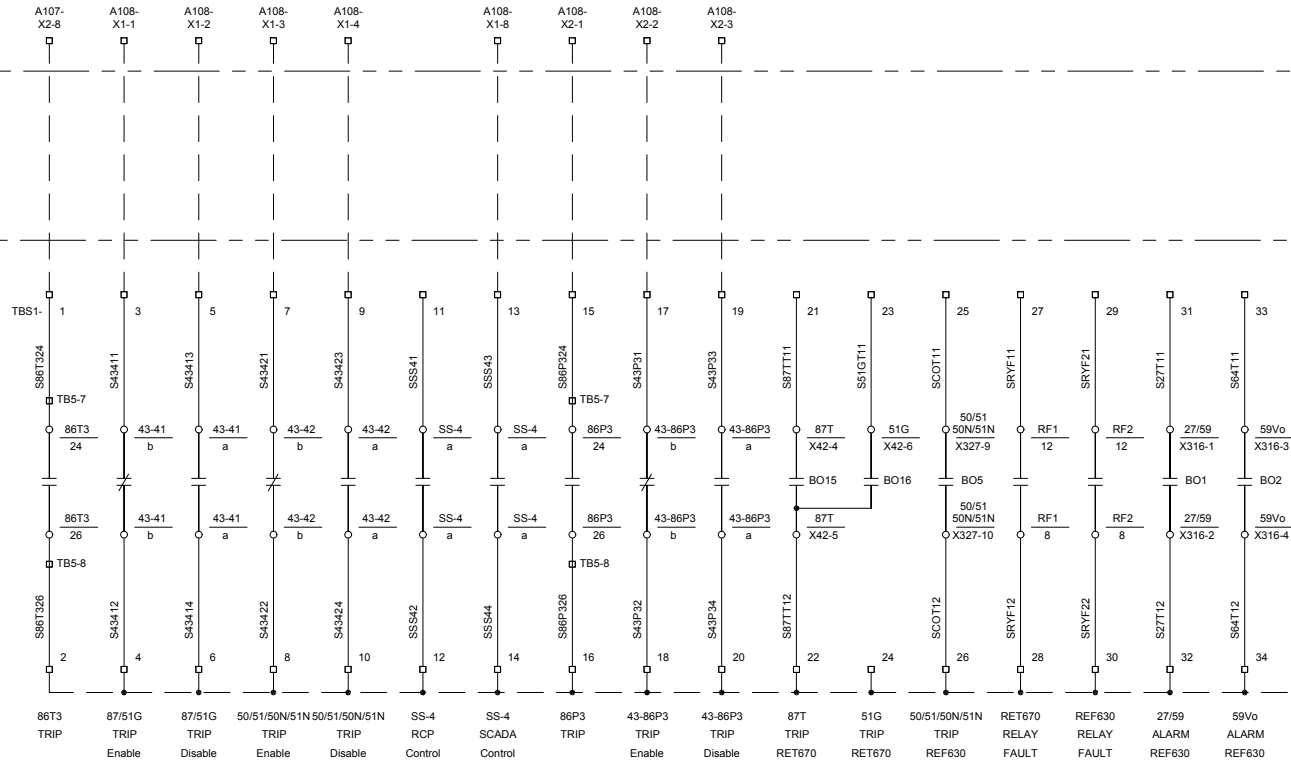 A107- A108- A108- A108- A108- A108- A108- A108- A108-
X2-8 X1-1 X1-2 X1-3 X1-4 X1-8 X2-1 X2-2 X2-3
TBS1- 1 3 5 7 9 11 13 15 17 19 21 23 25 27 29 31 33
S86T324 S43411 S43413 S43421 S43423 SSS41 SSS43 S86P324 S43P31 S43P33 S87TT11 S51GT11 SCOT11 SRYF11 SRYF21 S27T11 S64T11
TB5-7 TB5-7
50/51
86T3 43-41 43-41 43-42 43-42 SS-4 SS-4 86P3 43-86P3 43-86P3 87T 51G 50N/51N RF1 RF2 27/59 59Vo
24 b a b a a a 24 b a X42-4 X42-6 X327-9 12 12 X316-1 X316-3
BO15 BO16 BO5 BO1 BO2
50/51
86T3 43-41 43-41 43-42 43-42 SS-4 SS-4 86P3 43-86P3 43-86P3 87T 50N/51N RF1 RF2 27/59 59Vo
26 b a b a a a 26 b a X42-5 X327-10 8 8 X316-2 X316-4
TB5-8 TB5-8
S86T326 S43412 S43414 S43422 S43424 SSS42 SSS44 S86P326 S43P32 S43P34 S87TT12 SCOT12 SRYF12 SRYF22 S27T12 S64T12
2 4 6 8 10 12 14 16 18 20 22 24 26 28 30 32 34
86T3 87/51G 87/51G 50/51/50N/51N 50/51/50N/51N SS-4 SS-4 86P3 43-86P3 43-86P3 87T 51G 50/51/50N/51N RET670 REF630 27/59 59Vo
TRIP TRIP TRIP TRIP TRIP RCP SCADA TRIP TRIP TRIP TRIP TRIP TRIP RELAY RELAY ALARM ALARM
Enable Disable Enable Disable Control Control Enable Disable RET670 RET670 REF630 FAULT FAULT REF630 REF630